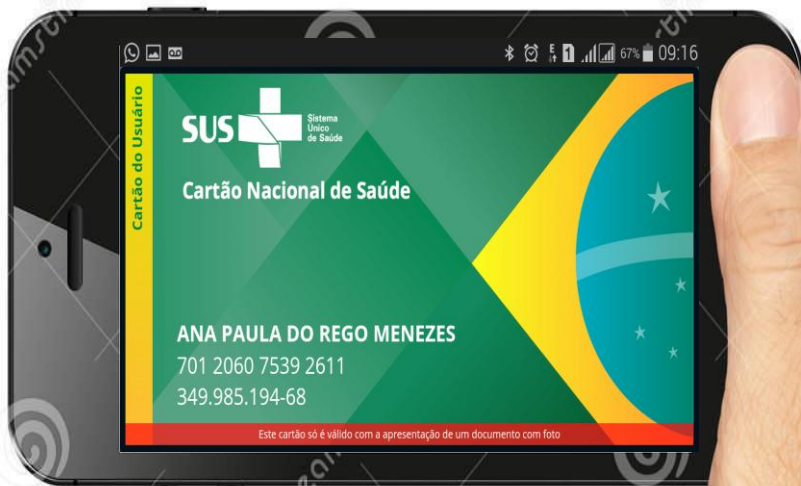 67% 09:16
Cartão do Usuário
SUS
Sistema
Único
de Saúde
Cartão Nacional de Saúde
ANA PAULA DO REGO MENEZES
701 2060 7539 2611
349.985.194-68
Este cartão só é válido com a apresentação de um documento com foto